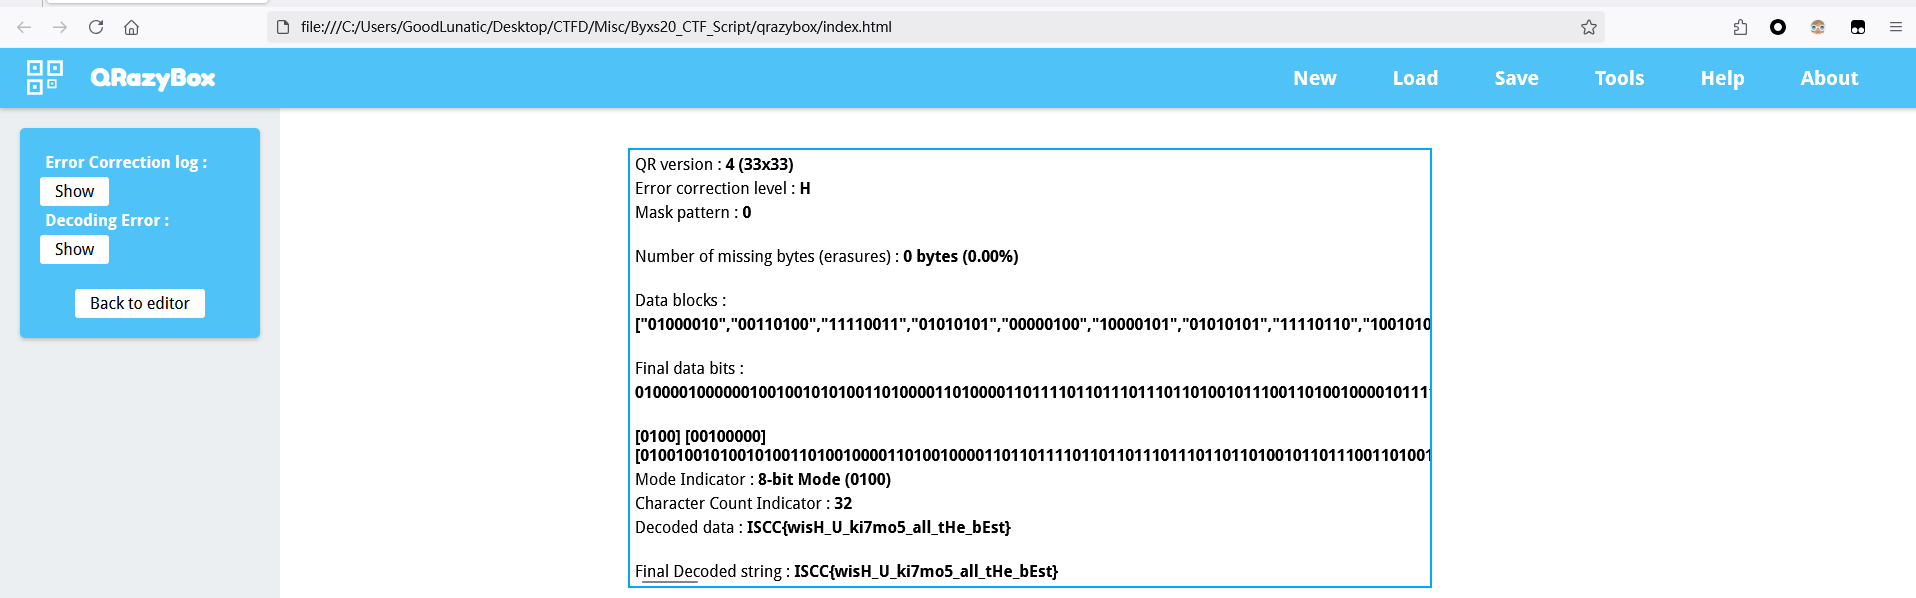 file:///C:/Users/GoodLunatic/Desktop/CTFD/Misc/Byxs20_CTF_Script/qrazybox/index.html
QRazyBox
New
Load
Save
Tools
Help
About
Error Correction log :
Show
Decoding Error :
Show
Back to editor
QR version : 4 (33x33)
Error correction level : H
Mask pattern : 0
Number of missing bytes (erasures) : 0 bytes (0.00%)
Data blocks :
["01000010","00110100","11110011","01010101","00000100","10000101","01010101","11110110","1001010
Final data bits :
[0100] [00100000]
Mode Indicator : 8-bit Mode (0100)
Character Count Indicator : 32
Decoded data : ISCC{wisH_U_ki7mo5_all_tHe_bEst}
Final Decoded string : ISCC{wisH_U_ki7mo5_all_tHe_bEst}